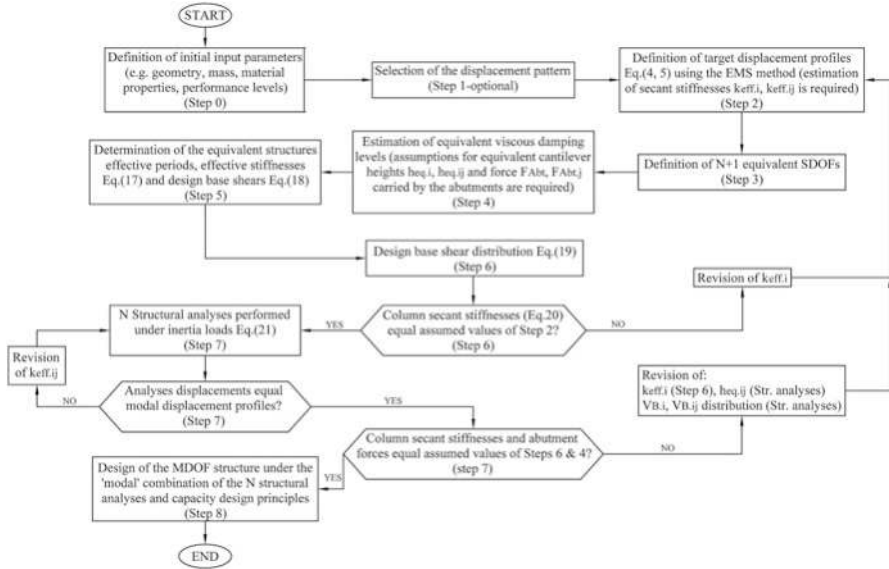 START
Definition of initial input parameters
(e.g. geometry, mass, material
properties, performance levels)
(Step 0)
Selection of the displacement pattern
(Step 1-optional)
Definition of target displacement profiles
Eq.(4, 5) using the EMS method (estimation
of secant stiffnesses keff.i, keff.ij is required)
(Step 2)
Definition of N+1 equivalent SDOFs
(Step 3)
Estimation of equivalent viscous damping
levels (assumptions for equivalent cantilever
heights heq.i, heq.ij and force FAbt, FAbt.j
carried by the abutments are required)
(Step 4)
Determination of the equivalent structures
effective periods, effective stiffnesses
Eq.(17) and design base shears Eq.(18)
(Step 5)
Design base shear distribution Eq.(19)
(Step 6)
Column secant stiffnesses (Eq.20)
equal assumed values of Step 2?
(Step 6)
NO
Revision of keff.i
YES
N Structural analyses performed
under inertia loads Eq.(21)
(Step 7)
Analyses displacements equal
modal displacement profiles?
(Step 7)
NO
Revision
of keff.ij
YES
Column secant stiffnesses and abutment
forces equal assumed values of Steps 6 & 4?
(step 7)
NO
Revision of:
keff.i (Step 6), heq.ij (Str. analyses)
VB.i, VB.ij distribution (Str. analyses)
YES
Design of the MDOF structure under the
'modal' combination of the N structural
analyses and capacity design principles
(Step 8)
END